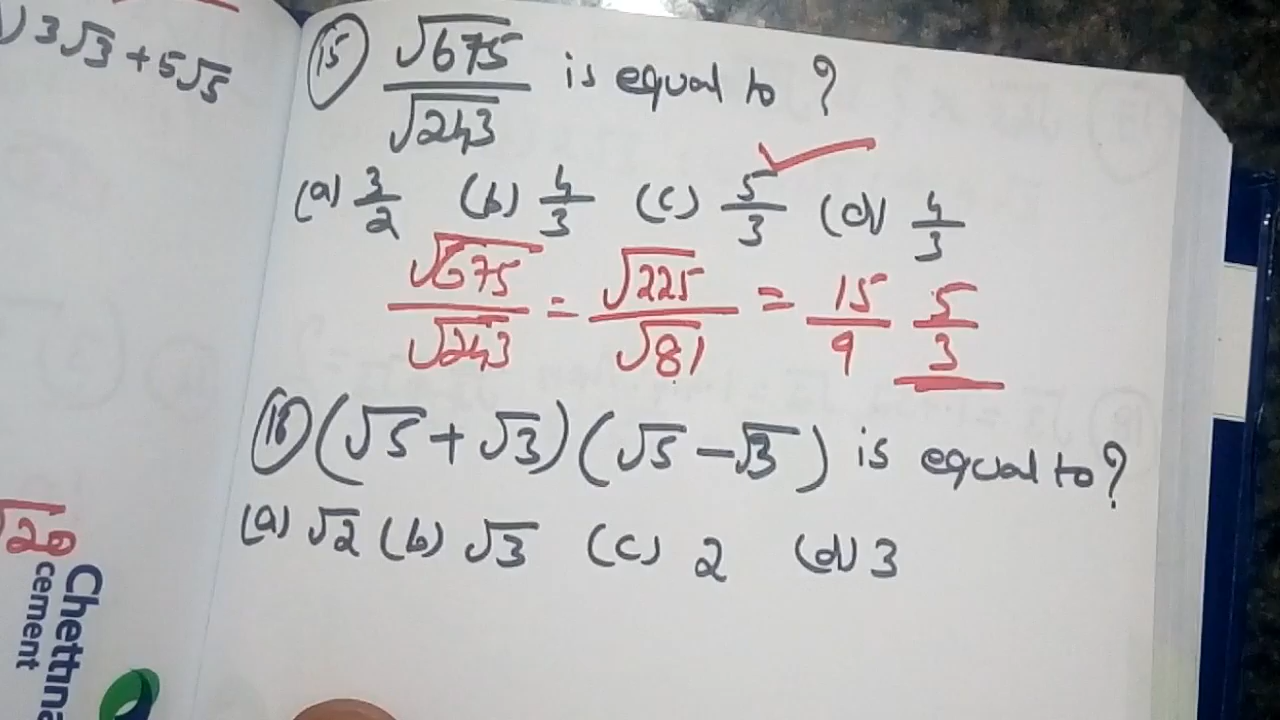 3√3 + 5√5
(15) √675/√243 is equal to ?
(a) 3/2 (b) 4/3 (c) 5/3 ✓ (d) 4/3
√675/√243 = √225/√81 = 15/9 5/3
(16) (√5 + √3) (√5 - √3) is equal to?
(a) √2 (b) √3 (c) 2 (d) 3
√20
Chettina
cement